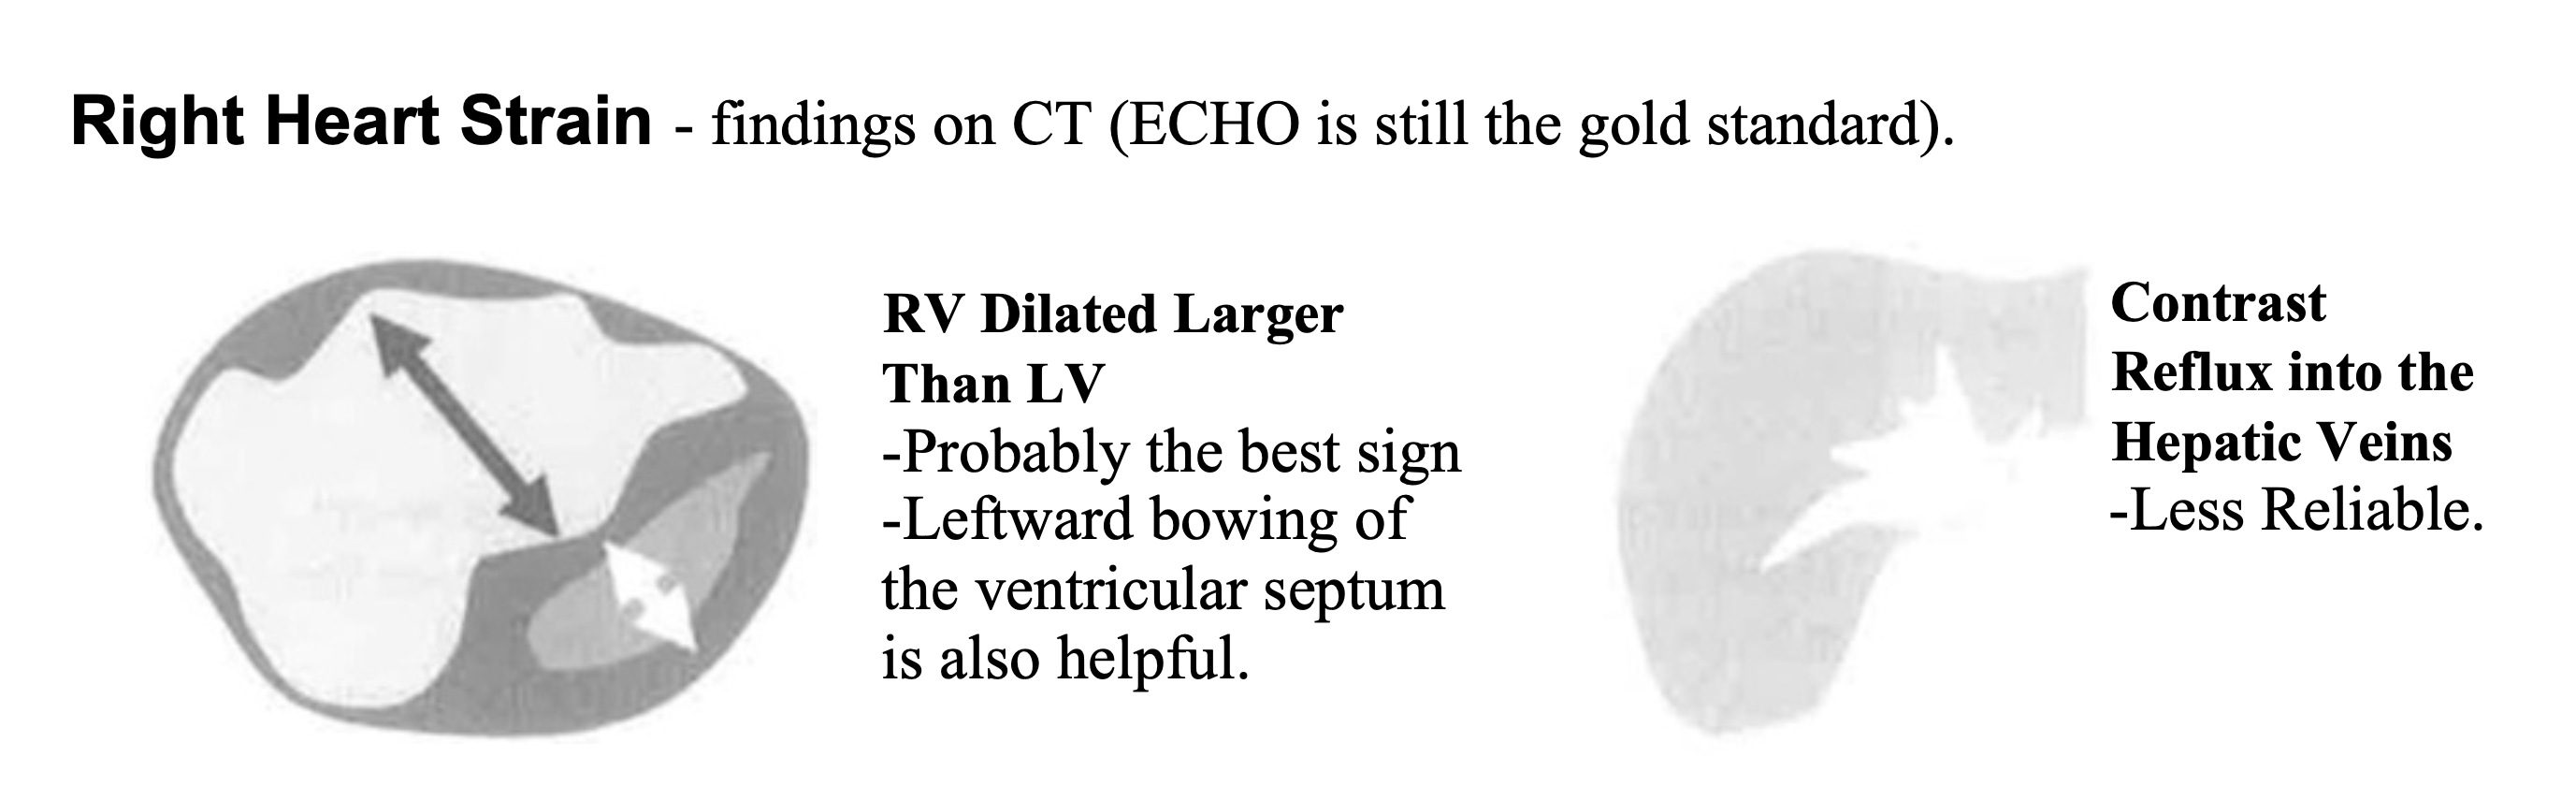 Right Heart Strain - findings on CT (ECHO is still the gold standard).
RV Dilated Larger
Than LV
-Probably the best sign
-Leftward bowing of
the ventricular septum
is also helpful.
Contrast
Reflux into the
Hepatic Veins
-Less Reliable.